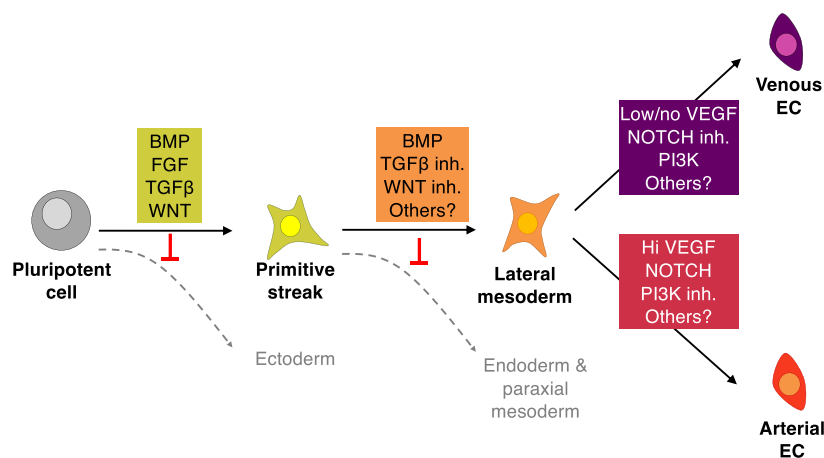 BMP
FGF
TGFβ
WNT
Pluripotent
cell
Ectoderm
Primitive
streak
BMP
TGFβ inh.
WNT inh.
Others?
Endoderm &
paraxial
mesoderm
Lateral
mesoderm
Low/no VEGF
NOTCH inh.
PI3K
Others?
Venous
EC
Hi VEGF
NOTCH
PI3K inh.
Others?
Arterial
EC